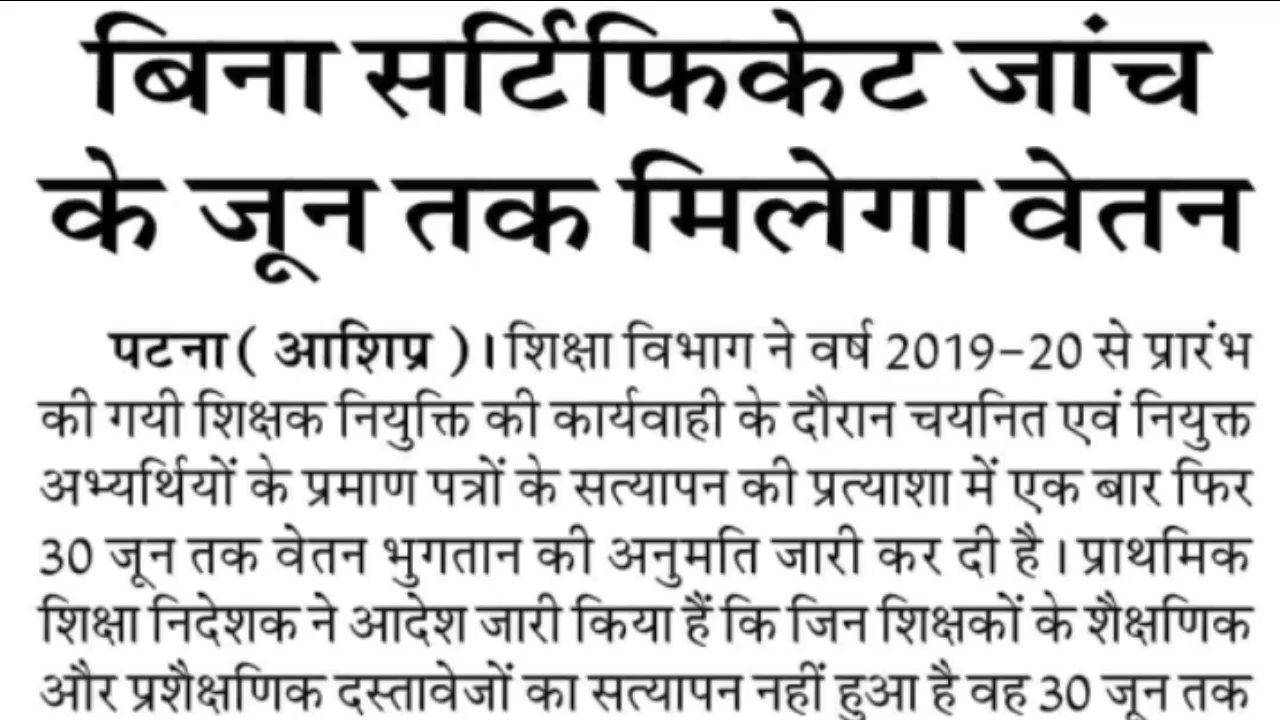 बिना सर्टिफिकेट जांच
के जून तक मिलेगा वेतन
पटना ( आशिप्र )। शिक्षा विभाग ने वर्ष 2019-20 से प्रारंभ
की गयी शिक्षक नियुक्ति की कार्यवाही के दौरान चयनित एवं नियुक्त
अभ्यर्थियों के प्रमाण पत्रों के सत्यापन की प्रत्याशा में एक बार फिर
30 जून तक वेतन भुगतान की अनुमति जारी कर दी है। प्राथमिक
शिक्षा निदेशक ने आदेश जारी किया हैं कि जिन शिक्षकों के शैक्षणिक
और प्रशैक्षणिक दस्तावेजों का सत्यापन नहीं हुआ है वह 30 जून तक